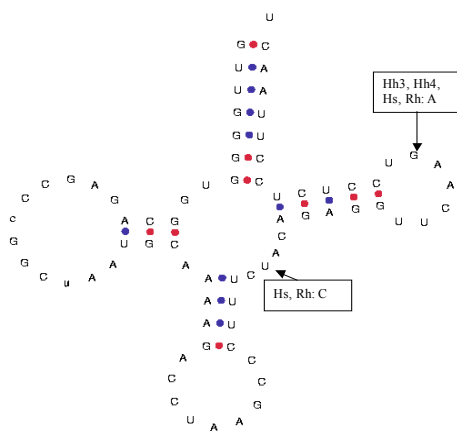 U
G C
U A
U A
G U
Hh3, Hh4,
G U
Hs, Rh: A
G C U G
A
C G G C
A
C A U U C U C C
C G G A
c A C G C G A G G U U C
A
G U G C C
A
G A A U
A A A U C
C u A
Hs, Rh: C
A U
A U
G C C
A C
C G
C A
U A A